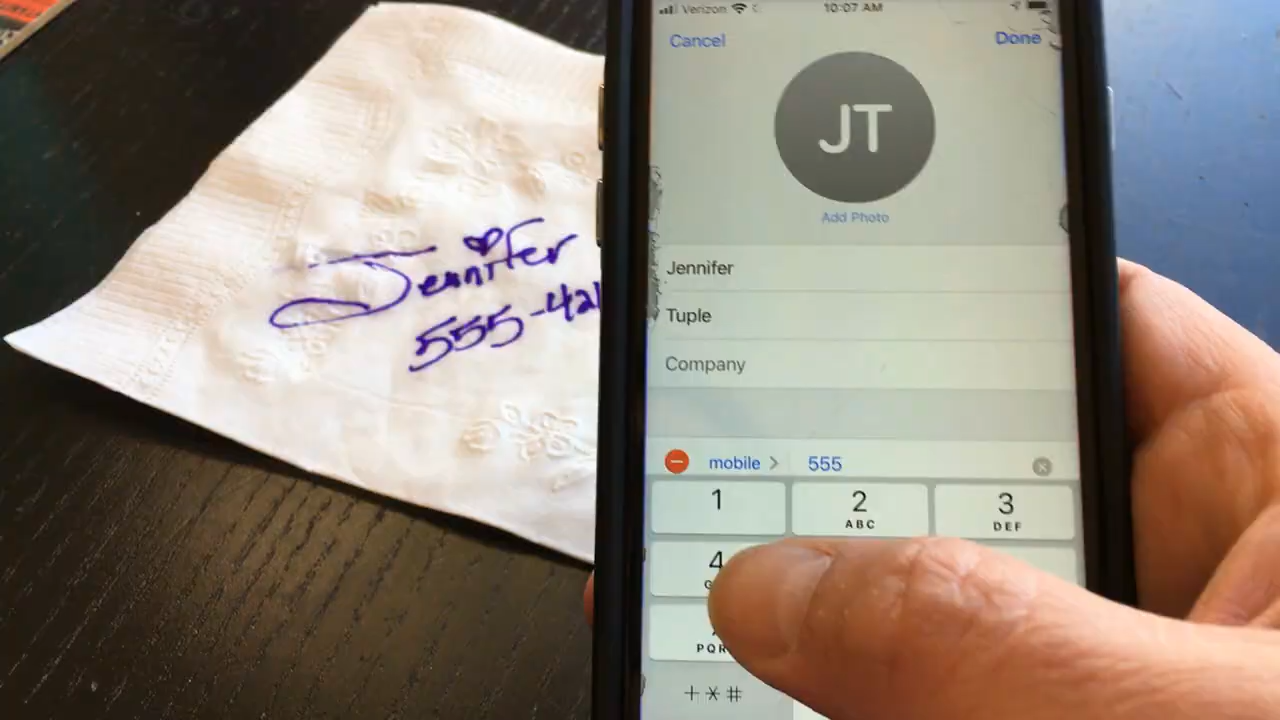 Verizon 10:07 AM
Cancel Done
JT
Add Photo
Jennifer
Tuple
Company
mobile > 555
1 2 3
ABC DEF
4
PQR
+*#
Jennifer
555-421